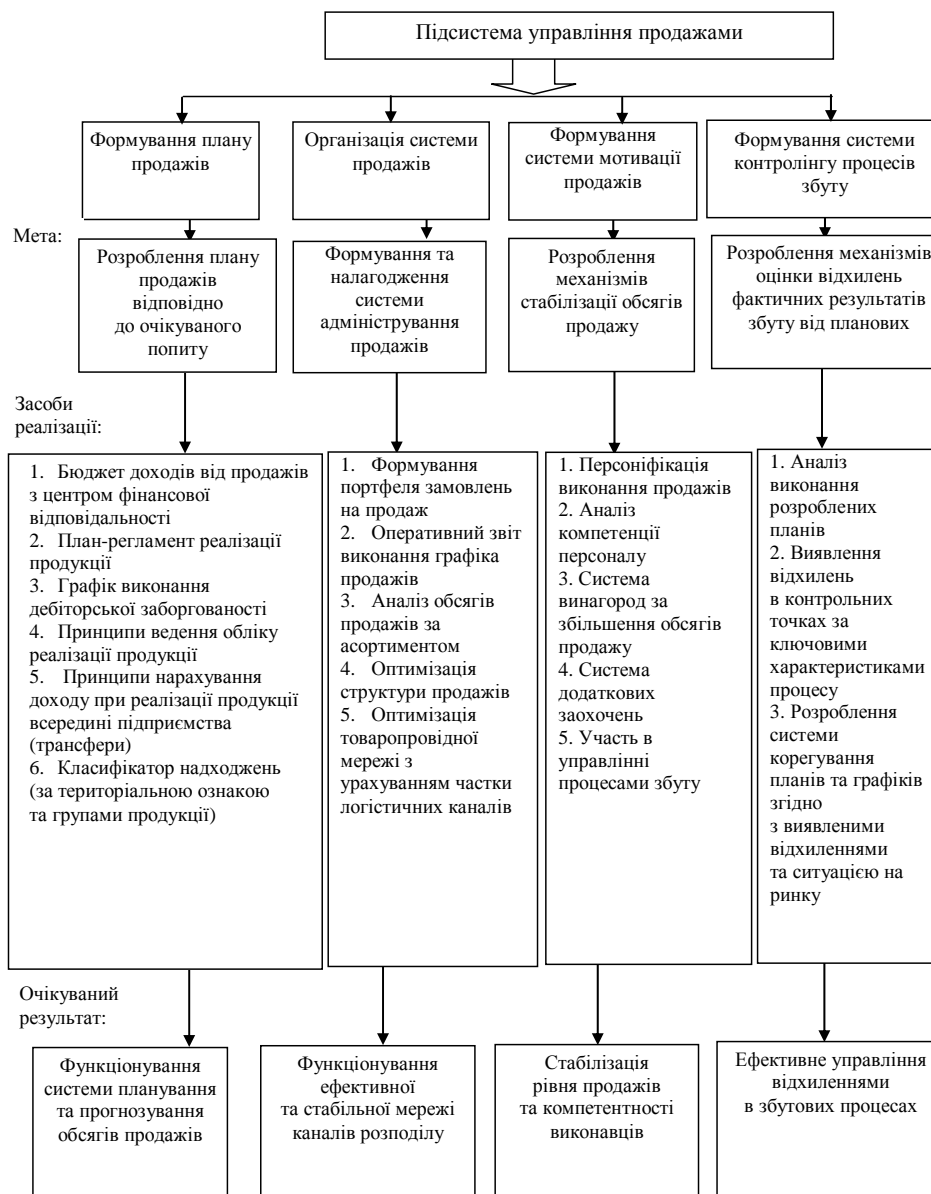 Підсистема управління продажами
Формування плану
продажів
Організація системи
продажів
Формування
системи мотивації
продажів
Формування системи
контролінгу процесів
збуту
Мета:
Розроблення плану
продажів
відповідно
до очікуваного
попиту
Формування та
налагодження
системи
адміністрування
продажів
Розроблення
механізмів
стабілізації обсягів
продажу
Розроблення механізмів
оцінки відхилень
фактичних результатів
збуту від планових
Засоби
реалізації:
1. Бюджет доходів від продажів
з центром фінансової
відповідальності
2. План-регламент реалізації
продукції
3. Графік виконання
дебіторської заборгованості
4. Принципи ведення обліку
реалізації продукції
5. Принципи нарахування
доходу при реалізації продукції
всередині підприємства
(трансфери)
6. Класифікатор надходжень
(за територіальною ознакою
та групами продукції)
1. Формування
портфеля замовлень
на продаж
2. Оперативний звіт
виконання графіка
продажів
3. Аналіз обсягів
продажів за
асортиментом
4. Оптимізація
структури продажів
5. Оптимізація
товаропровідної
мережі з
урахуванням частки
логістичних каналів
1. Персоніфікація
виконання продажів
2. Аналіз
компетенції
персоналу
3. Система
винагород за
збільшення обсягів
продажу
4. Система
додаткових
заохочень
5. Участь в
управлінні
процесами збуту
1. Аналіз
виконання
розроблених
планів
2. Виявлення
відхилень
в контрольних
точках за
ключовими
характеристиками
процесу
3. Розроблення
системи
корегування
планів та графіків
згідно
з виявленими
відхиленнями
та ситуацією на
ринку
Очікуваний
результат:
Функціонування
системи планування
та прогнозування
обсягів продажів
Функціонування
ефективної
та стабільної мережі
каналів розподілу
Стабілізація
рівня продажів
та компетентності
виконавців
Ефективне управління
відхиленнями
в збутових процесах